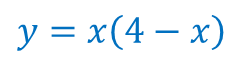 y = x(4 − x)